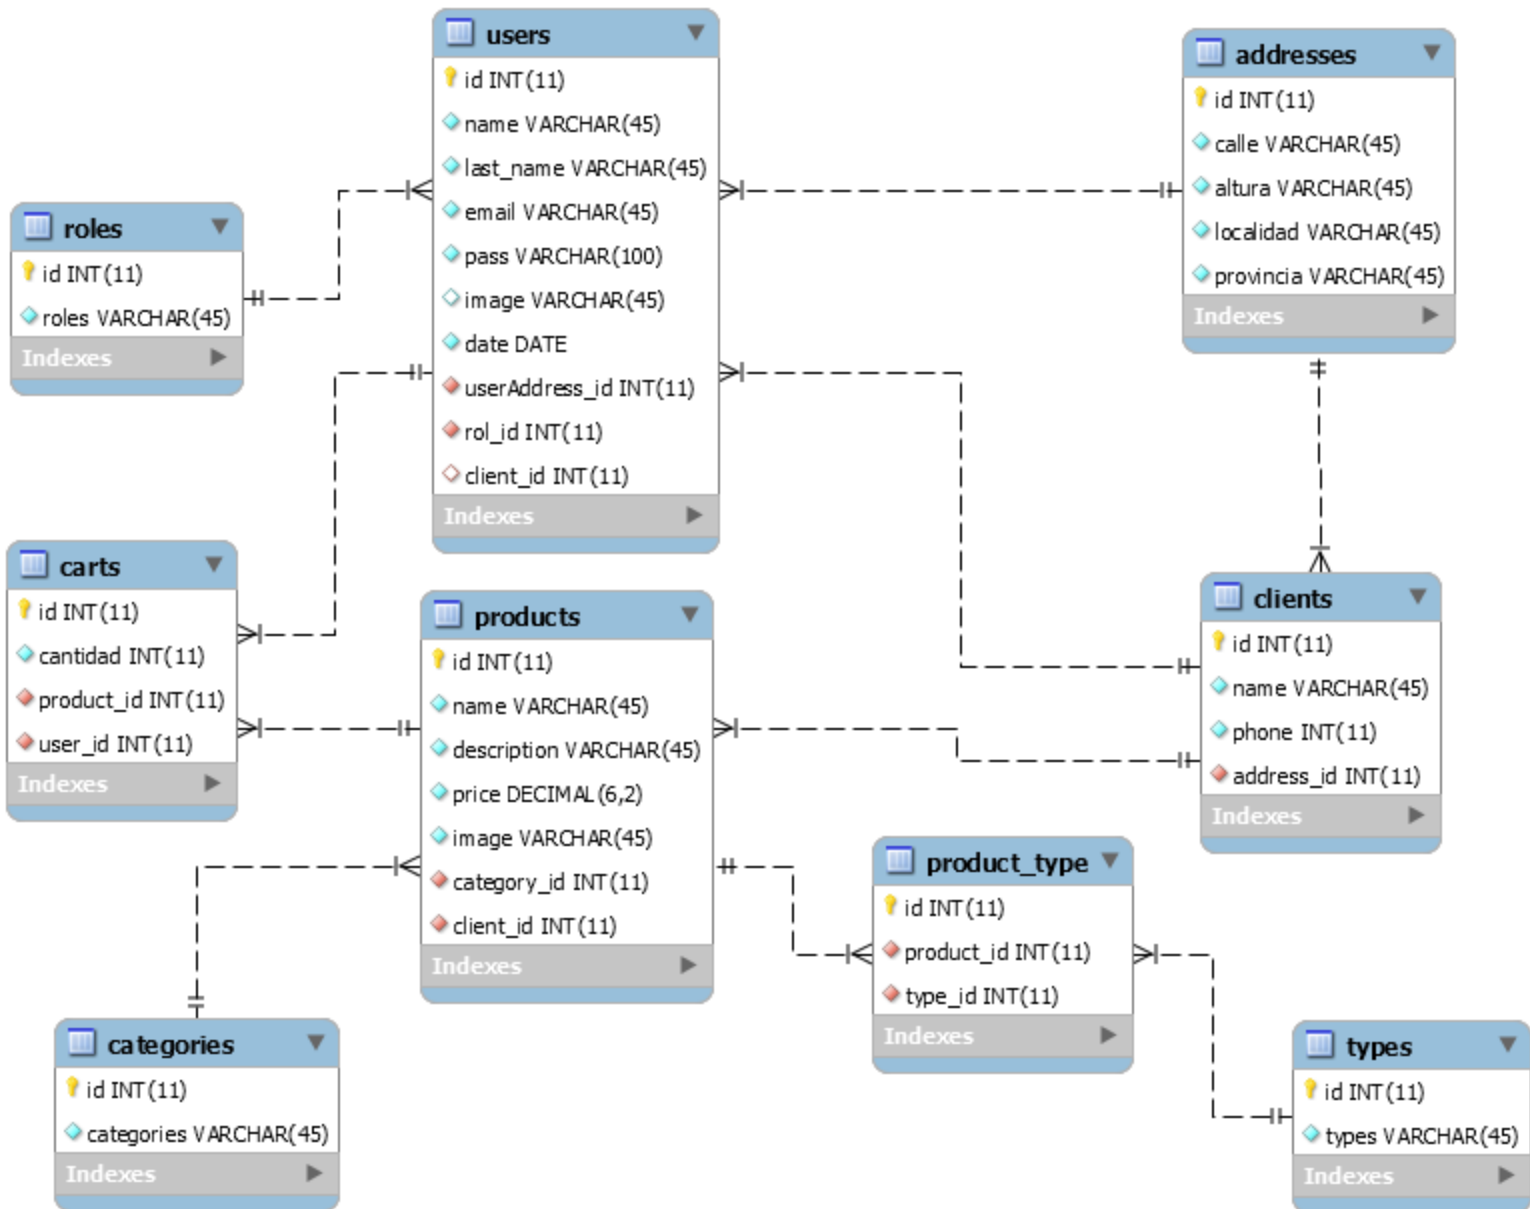 users
id INT(11)
name VARCHAR(45)
last_name VARCHAR(45)
email VARCHAR(45)
pass VARCHAR(100)
image VARCHAR(45)
date DATE
userAddress_id INT(11)
rol_id INT(11)
client_id INT(11)
Indexes
addresses
id INT(11)
calle VARCHAR(45)
altura VARCHAR(45)
localidad VARCHAR(45)
provincia VARCHAR(45)
Indexes
roles
id INT(11)
roles VARCHAR(45)
Indexes
carts
id INT(11)
cantidad INT(11)
product_id INT(11)
user_id INT(11)
Indexes
products
id INT(11)
name VARCHAR(45)
description VARCHAR(45)
price DECIMAL(6,2)
image VARCHAR(45)
category_id INT(11)
client_id INT(11)
Indexes
clients
id INT(11)
name VARCHAR(45)
phone INT(11)
address_id INT(11)
Indexes
product_type
id INT(11)
product_id INT(11)
type_id INT(11)
Indexes
categories
id INT(11)
categories VARCHAR(45)
Indexes
types
id INT(11)
types VARCHAR(45)
Indexes